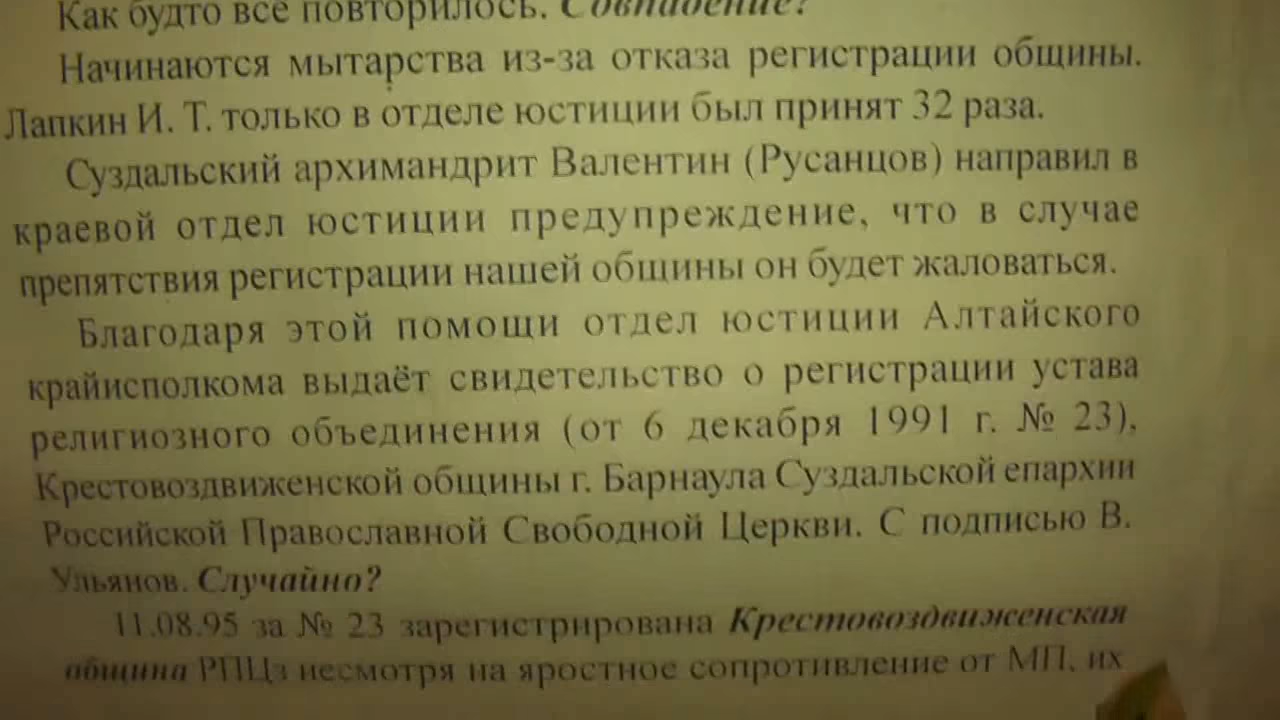 Как будто все повторилось. Совпадение?
Начинаются мытарства из-за отказа регистрации общины.
Лапкин И. Т. только в отделе юстиции был принят 32 раза.
Суздальский архимандрит Валентин (Русанцов) направил в
краевой отдел юстиции предупреждение, что в случае
препятствия регистрации нашей общины он будет жаловаться.
Благодаря этой помощи отдел юстиции Алтайского
крайисполкома выдаёт свидетельство о регистрации устава
религиозного объединения (от 6 декабря 1991 г. № 23),
Крестовоздвиженской общины г. Барнаула Суздальской епархии
Российской Православной Свободной Церкви. С подписью В.
Ульянов. Случайно?
11.08.95 за № 23 зарегистрирована Крестовоздвиженская
община РПЦз несмотря на яростное сопротивление от МП, их